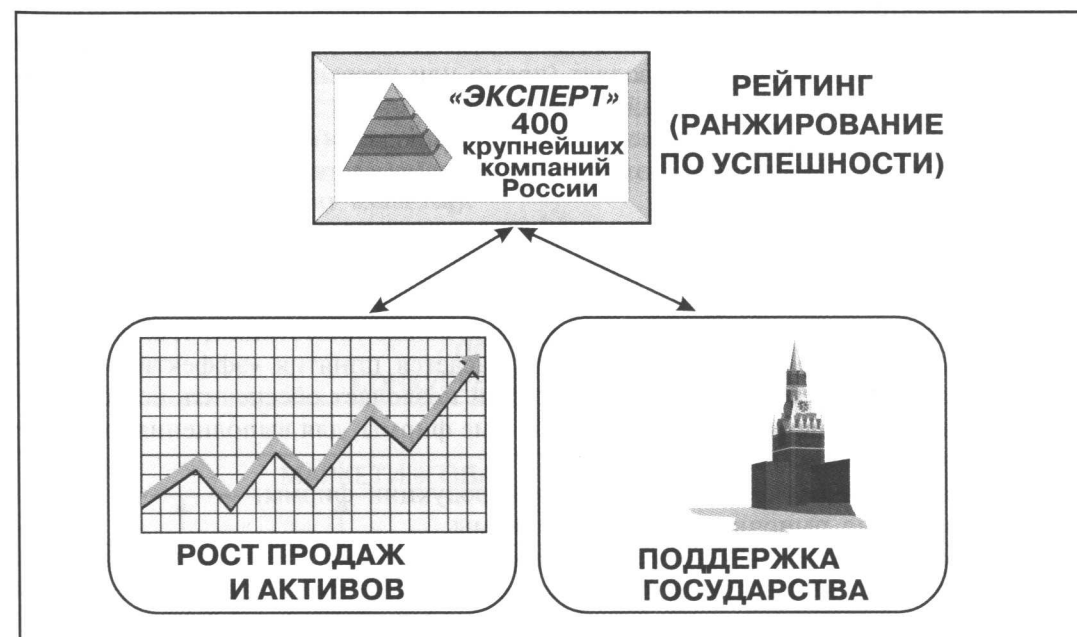 «ЭКСПЕРТ»
400
крупнейших
компаний
России
РЕЙТИНГ
(РАНЖИРОВАНИЕ
ПО УСПЕШНОСТИ)
РОСТ ПРОДАЖ
И АКТИВОВ
ПОДДЕРЖКА
ГОСУДАРСТВА